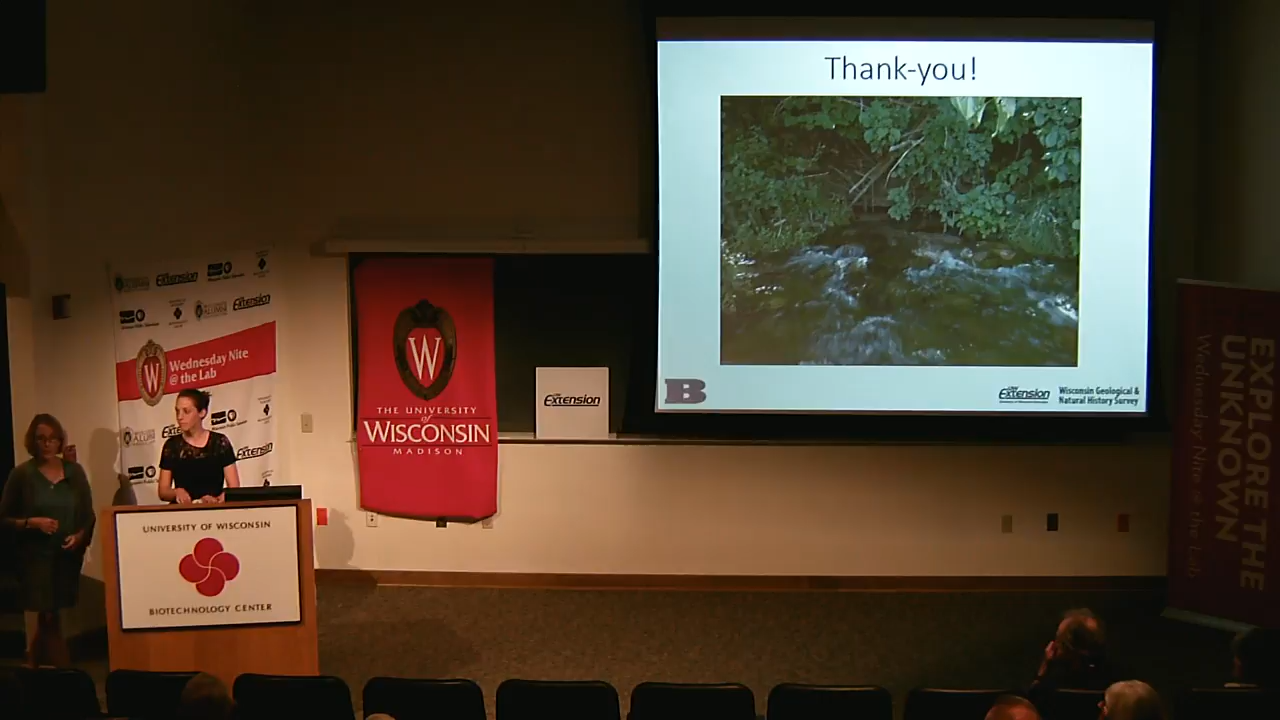 Thank-you!
B
UW
EXTENSION
Wisconsin Geological &
Natural History Survey
EXTENSION
EXTENSION
W
Wednesday Nite
@ the Lab
W
THE UNIVERSITY
of
WISCONSIN
MADISON
EXTENSION
UNIVERSITY OF WISCONSIN
BIOTECHNOLOGY CENTER
EXPLORE THE
UNKNOWN
Wednesday Nite @ the Lab